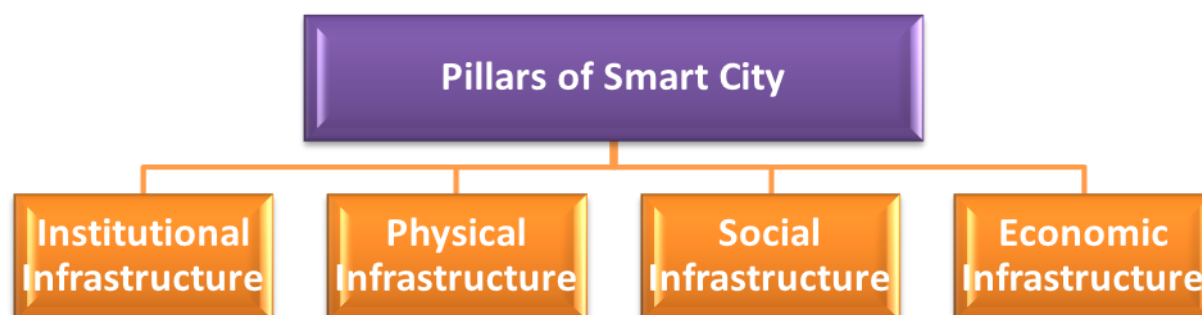 Pillars of Smart City
Institutional
Infrastructure
Physical
Infrastructure
Social
Infrastructure
Economic
Infrastructure